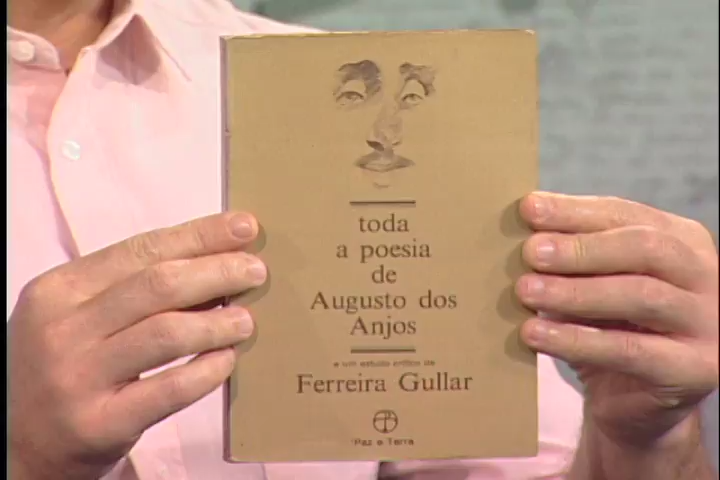 toda
a poesia
de
Augusto dos
Anjos
e um estudo crítico de
Ferreira Gullar
Paz e Terra